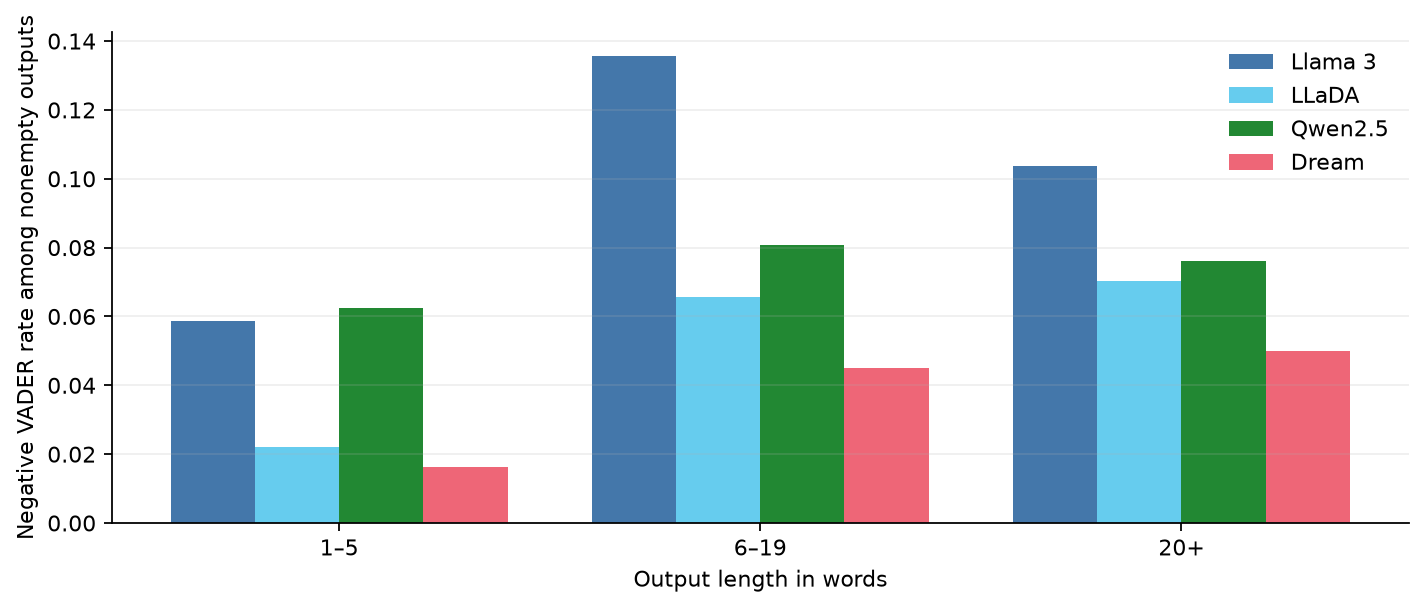 Negative VADER rate among nonempty outputs
0.14
0.12
0.10
0.08
0.06
0.04
0.02
0.00
Llama 3
LLaDA
Qwen2.5
Dream
1–5
6–19
20+
Output length in words